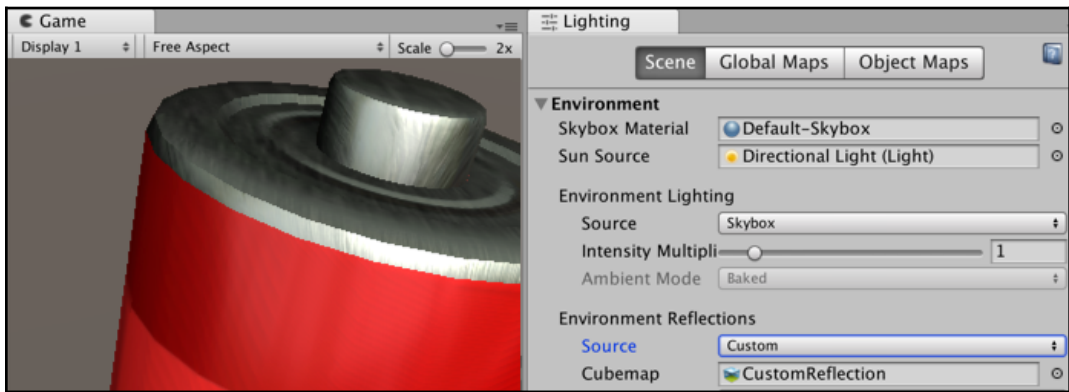 Game
Display 1 Free Aspect Scale 2x
Lighting
Scene Global Maps Object Maps
Environment
Skybox Material Default-Skybox
Sun Source Directional Light (Light)
Environment Lighting
Source Skybox
Intensity Multipli 1
Ambient Mode Baked
Environment Reflections
Source Custom
Cubemap CustomReflection